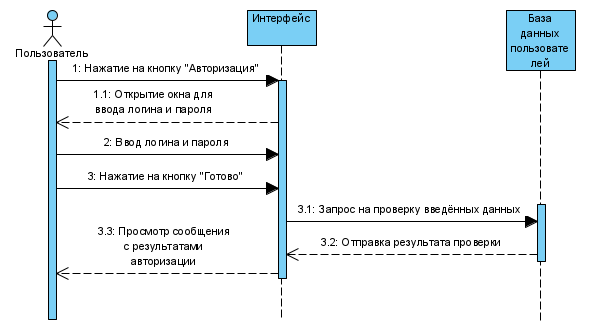 Пользователь
Интерфейс
База
данных
пользовате
лей
1: Нажатие на кнопку "Авторизация"
1.1: Открытие окна для
ввода логина и пароля
2: Ввод логина и пароля
3: Нажатие на кнопку "Готово"
3.1: Запрос на проверку введённых данных
3.2: Отправка результата проверки
3.3: Просмотр сообщения
с результатами
авторизации